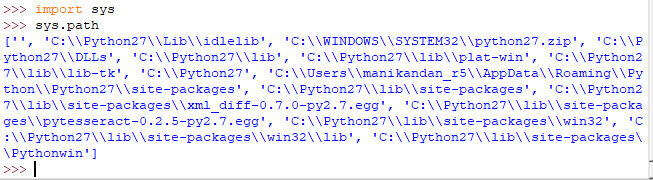 >>> import sys
>>> sys.path
['', 'C:\\Python27\\Lib\\idlelib', 'C:\\WINDOWS\\SYSTEM32\\python27.zip', 'C:\\P
ython27\\DLLs', 'C:\\Python27\\lib', 'C:\\Python27\\lib\\plat-win', 'C:\\Python2
7\\lib\\lib-tk', 'C:\\Python27', 'C:\\Users\\manikandan_r5\\AppData\\Roaming\\Py
thon\\Python27\\site-packages', 'C:\\Python27\\lib\\site-packages', 'C:\\Python2
7\\lib\\site-packages\\xml_diff-0.7.0-py2.7.egg', 'C:\\Python27\\lib\\site-packa
ges\\pytesseract-0.2.5-py2.7.egg', 'C:\\Python27\\lib\\site-packages\\win32', 'C
:\\Python27\\lib\\site-packages\\win32\\lib', 'C:\\Python27\\lib\\site-packages\
\Pythonwin']
>>>